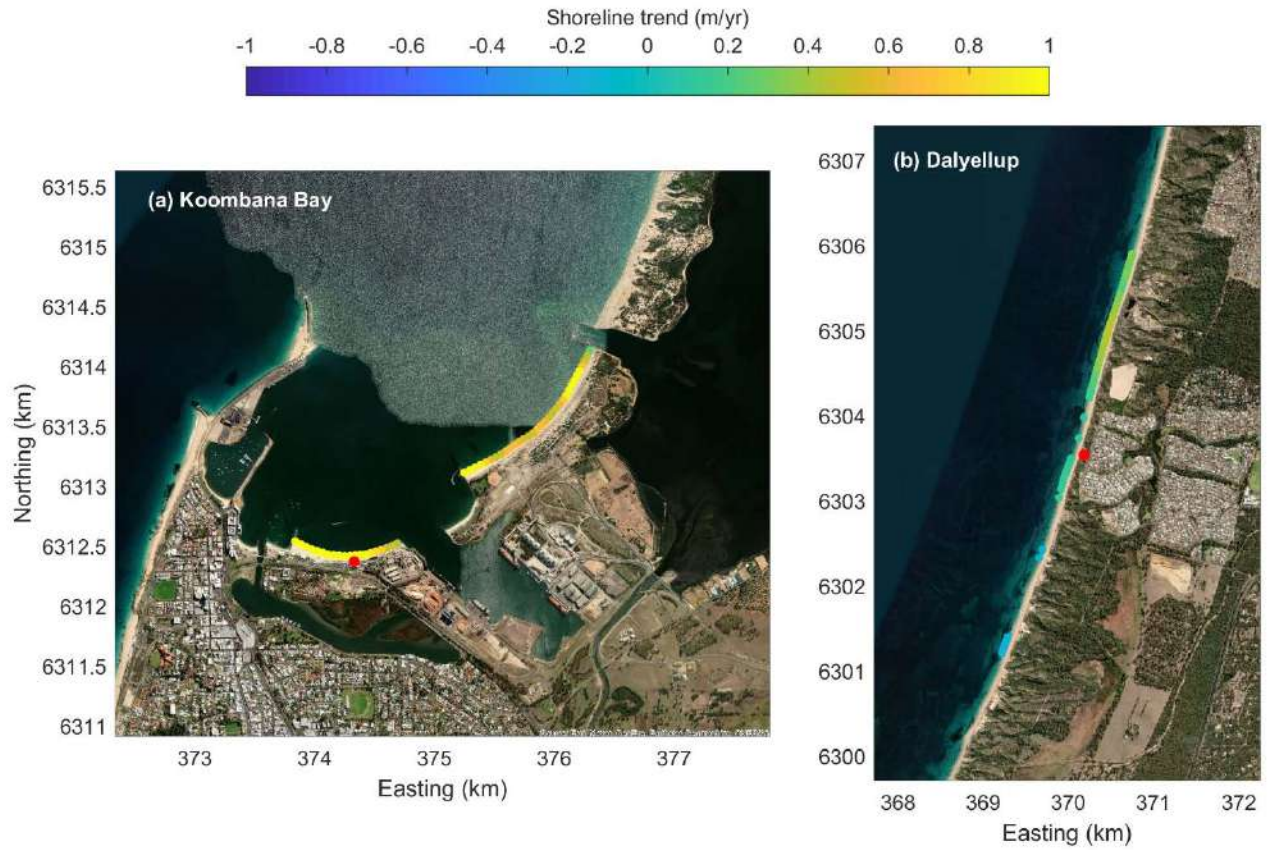 Shoreline trend (m/yr)
-1 -0.8 -0.6 -0.4 -0.2 0 0.2 0.4 0.6 0.8 1
(a) Koombana Bay
6315.5
6315
6314.5
6314
6313.5
6313
6312.5
6312
6311.5
6311
Northing (km)
373 374 375 376 377
Easting (km)
(b) Dalyellup
6307
6306
6305
6304
6303
6302
6301
6300
368 369 370 371 372
Easting (km)